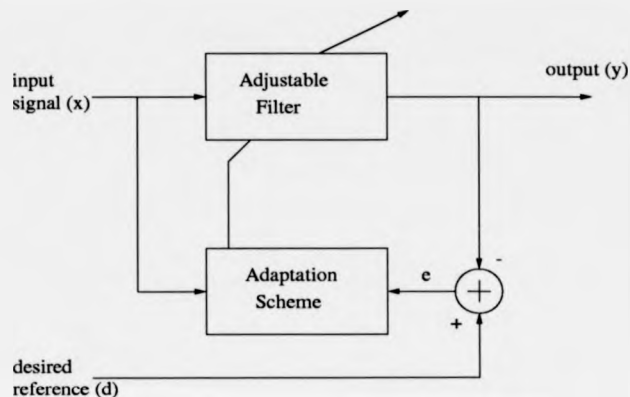 input
signal (x)
Adjustable
Filter
output (y)
Adaptation
Scheme
e
-
+
+
desired
reference (d)